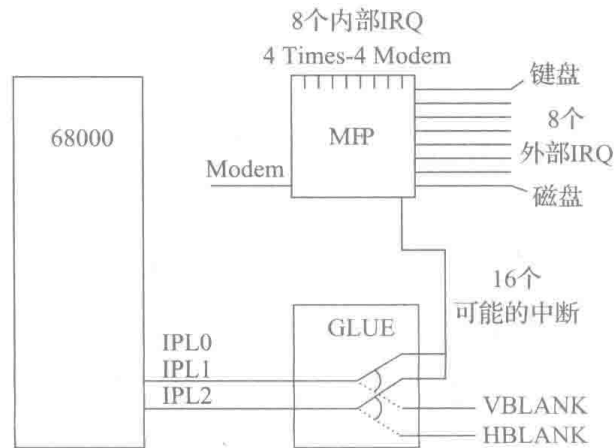 8个内部IRQ
4 Times-4 Modem
68000
MFP
键盘
8个
外部IRQ
磁盘
Modem
16个
可能的中断
GLUE
IPL0
IPL1
IPL2
VBLANK
HBLANK